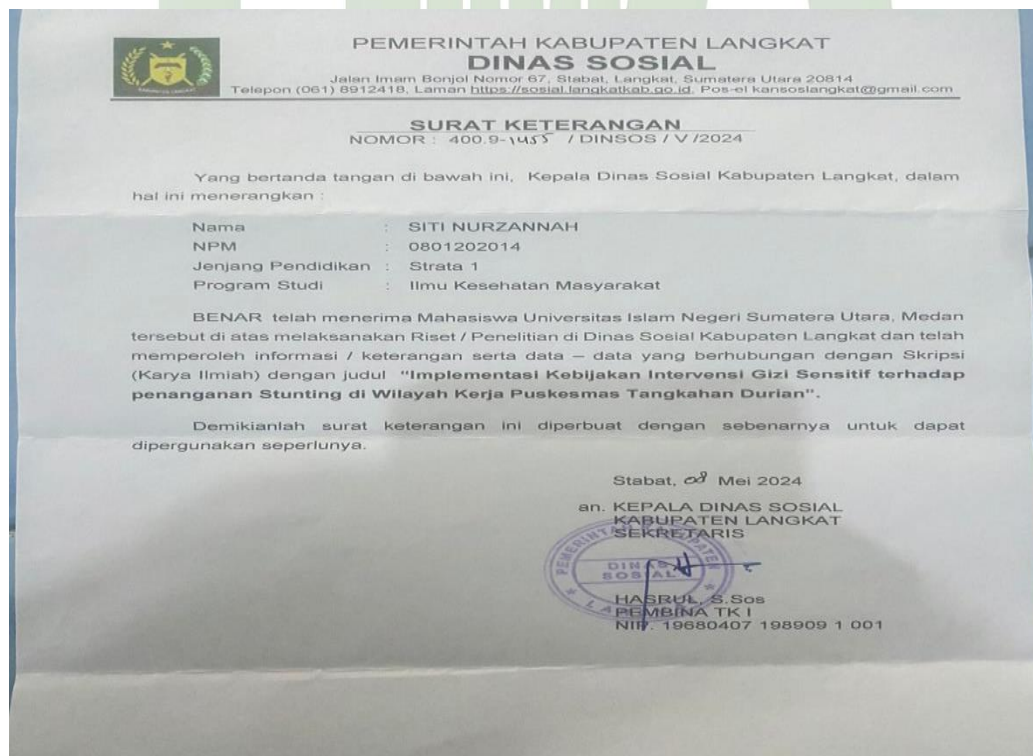 PEMERINTAH KABUPATEN LANGKAT
DINAS SOSIAL
Jalan Imam Bonjol Nomor 67, Stabat, Langkat, Sumatera Utara 20814
Telepon (061) 8912418, Laman https://sosial.langkatkab.go.id, Pos-el kansoslangkat@gmail.com
SURAT KETERANGAN
NOMOR : 400.9-1455 / DINSOS / V /2024
Yang bertanda tangan di bawah ini, Kepala Dinas Sosial Kabupaten Langkat, dalam
hal ini menerangkan :
Nama : SITI NURZANNAH
NPM : 0801202014
Jenjang Pendidikan : Strata 1
Program Studi : Ilmu Kesehatan Masyarakat
BENAR telah menerima Mahasiswa Universitas Islam Negeri Sumatera Utara, Medan
tersebut di atas melaksanakan Riset / Penelitian di Dinas Sosial Kabupaten Langkat dan telah
memperoleh informasi / keterangan serta data – data yang berhubungan dengan Skripsi
(Karya Ilmiah) dengan judul "Implementasi Kebijakan Intervensi Gizi Sensitif terhadap
penanganan Stunting di Wilayah Kerja Puskesmas Tangkahan Durian".
Demikianlah surat keterangan ini diperbuat dengan sebenarnya untuk dapat
dipergunakan seperlunya.
Stabat, 08 Mei 2024
an. KEPALA DINAS SOSIAL
KABUPATEN LANGKAT
SEKRETARIS
PEMERINTAH KABUPATEN
DINAS
SOSIAL
LANGKAT
HASRUL, S.Sos
PEMBINA TK I
NIP. 19680407 198909 1 001